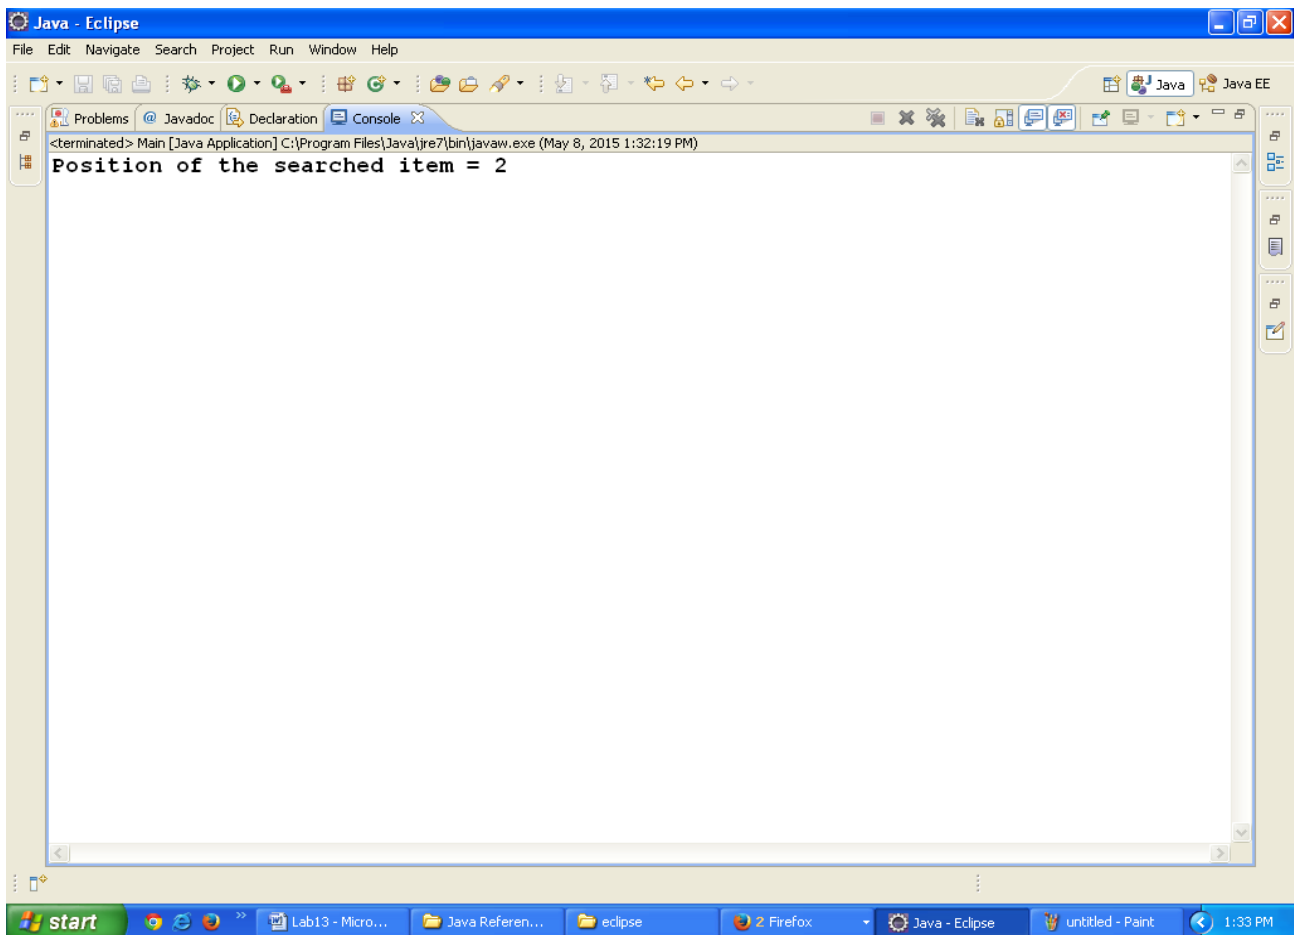 Java - Eclipse
File Edit Navigate Search Project Run Window Help
Java Java EE
Problems @ Javadoc Declaration Console
<terminated> Main [Java Application] C:\Program Files\Java\jre7\bin\javaw.exe (May 8, 2015 1:32:19 PM)
Position of the searched item = 2
start Lab13 - Micro... Java Referen... eclipse 2 Firefox Java - Eclipse untitled - Paint 1:33 PM